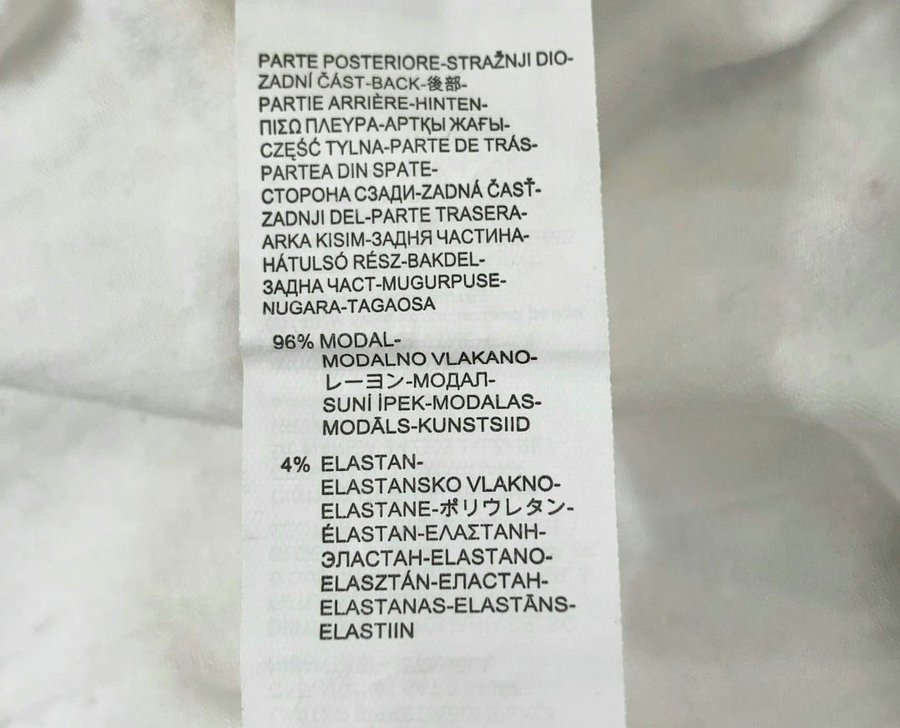 PARTE POSTERIORE-STRAŽNJI DIO-
ZADNÍ ČÁST-BACK-後部-
PARTIE ARRIÈRE-HINTEN-
ΠΙΣΩ ΠΛΕΥΡΑ-АРТҚЫ ЖАҒЫ-
CZĘŚĆ TYLNA-PARTE DE TRÁS-
PARTEA DIN SPATE-
СТОРОНА СЗАДИ-ZADNÁ ČASŤ-
ZADNJI DEL-PARTE TRASERA-
ARKA KISIM-ЗАДНЯ ЧАСТИНА-
HÁTULSÓ RÉSZ-BAKDEL-
ЗАДНА ЧАСТ-MUGURPUSE-
NUGARA-TAGAOSA
96% MODAL-
MODALNO VLAKANO-
レーヨン-МОДАЛ-
SUNİ İPEK-MODALAS-
MODĀLS-KUNSTSIID
4% ELASTAN-
ELASTANSKO VLAKNO-
ELASTANE-ポリウレタン-
ÉLASTAN-ΕΛΑΣΤΑΝΗ-
ЭЛАСТАН-ELASTANO-
ELASZTÁN-ЕЛАСТАН-
ELASTANAS-ELASTĀNS-
ELASTIIN